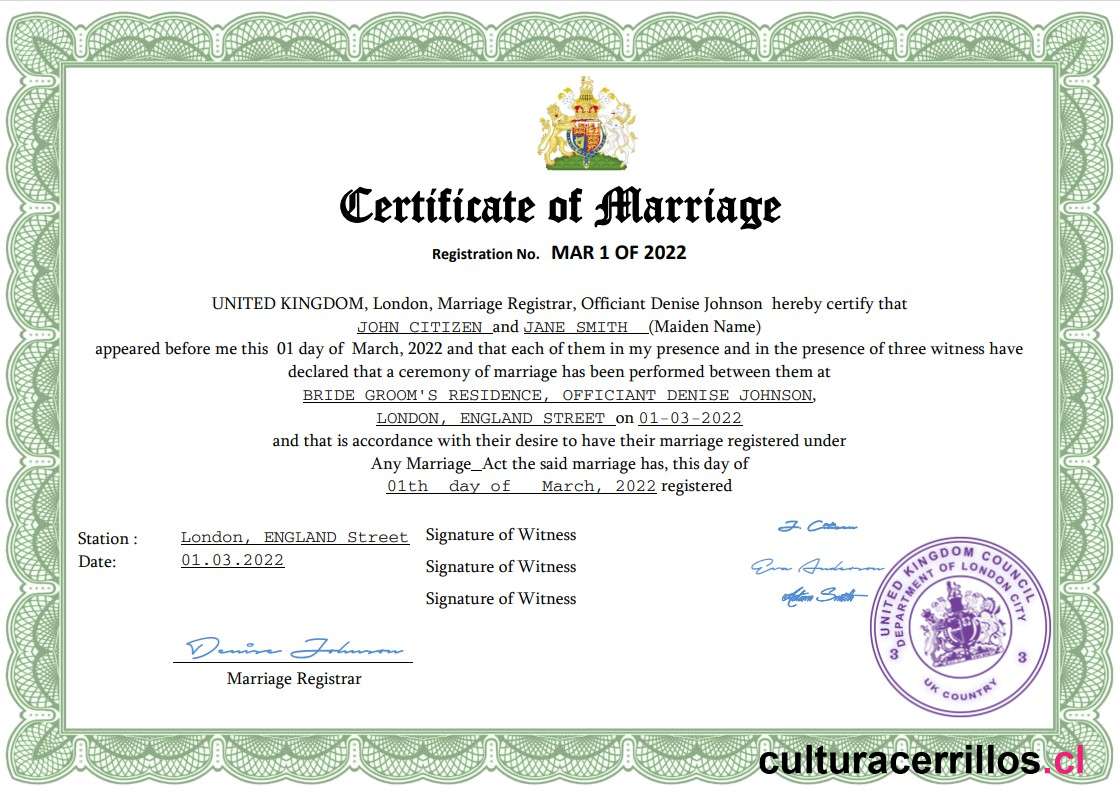 Certificate of Marriage
Registration No. MAR 1 OF 2022
UNITED KINGDOM, London, Marriage Registrar, Officiant Denise Johnson hereby certify that
JOHN CITIZEN and JANE SMITH (Maiden Name)
appeared before me this 01 day of March, 2022 and that each of them in my presence and in the presence of three witness have
declared that a ceremony of marriage has been performed between them at
BRIDE GROOM'S RESIDENCE, OFFICIANT DENISE JOHNSON,
LONDON, ENGLAND STREET on 01-03-2022
and that is accordance with their desire to have their marriage registered under
Any Marriage_Act the said marriage has, this day of
01th day of March, 2022 registered
Station : London, ENGLAND Street
Date: 01.03.2022
Signature of Witness J. Citizen
Signature of Witness Eva Anderson
Signature of Witness Adam Smith
Denise Johnson
Marriage Registrar
UNITED KINGDOM COUNCIL
DEPARTMENT OF LONDON CITY
3 3
UK COUNTRY
culturacerrillos.cl